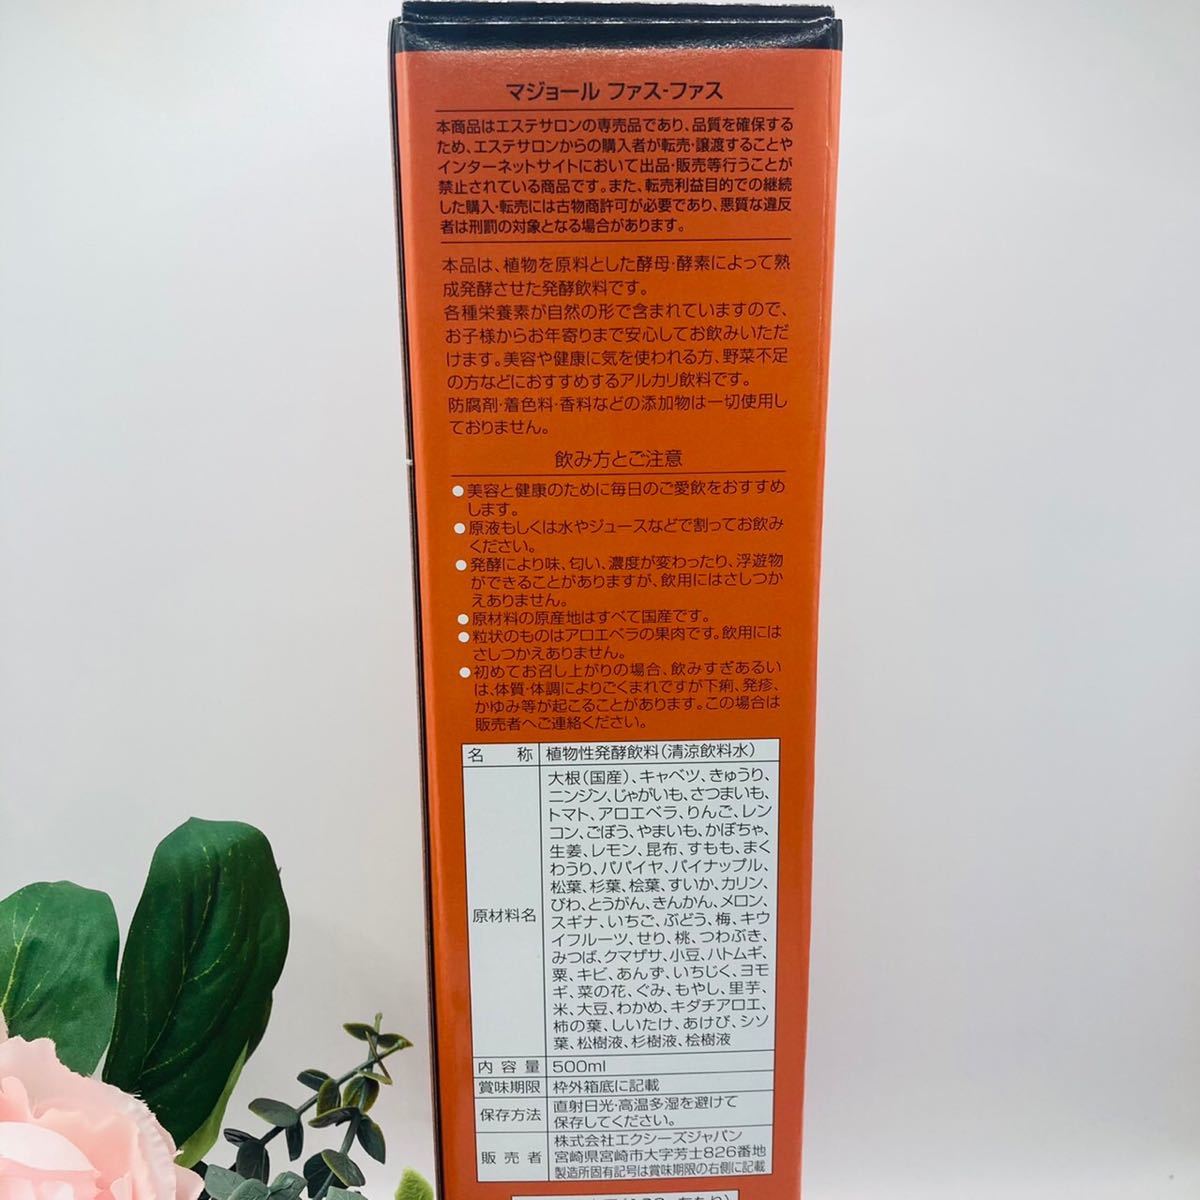 マジョール ファス-ファス
本商品はエステサロンの専売品であり、品質を確保する
ため、エステサロンからの購入者が転売・譲渡することや
インターネットサイトにおいて出品・販売等行うことが
禁止されている商品です。また、転売利益目的での継続
した購入・転売には古物商許可が必要であり、悪質な違反
者は刑罰の対象となる場合があります。
本品は、植物を原料とした酵母・酵素によって熟
成発酵させた発酵飲料です。
各種栄養素が自然の形で含まれていますので、
お子様からお年寄りまで安心してお飲みいただ
けます。美容や健康に気を使われる方、野菜不足
の方などにおすすめするアルカリ飲料です。
防腐剤・着色料・香料などの添加物は一切使用し
ておりません。
飲み方とご注意
●美容と健康のために毎日のご愛飲をおすすめ
します。
●原液もしくは水やジュースなどで割ってお飲み
ください。
●発酵により味、匂い、濃度が変わったり、浮遊物
ができることがありますが、飲用にはさしつか
えありません。
●原材料の原産地はすべて国産です。
●粒状のものはアロエベラの果肉です。飲用には
さしつかえありません。
●初めてお召し上がりの場合、飲みすぎあるい
は、体質・体調によりごくまれですが下痢、発疹、
かゆみ等が起こることがあります。この場合は
販売者へご連絡ください。
名称 植物性発酵飲料(清涼飲料水)
原材料名 大根(国産)、キャベツ、きゅうり、
ニンジン、じゃがいも、さつまいも、
トマト、アロエベラ、りんご、レン
コン、ごぼう、やまいも、かぼちゃ、
生姜、レモン、昆布、すもも、まく
わうり、パパイヤ、パイナップル、
松葉、杉葉、桧葉、すいか、カリン、
びわ、とうがん、きんかん、メロン、
スギナ、いちご、ぶどう、梅、キウ
イフルーツ、せり、桃、つわぶき、
みつば、クマザサ、小豆、ハトムギ、
粟、キビ、あんず、いちじく、ヨモ
ギ、菜の花、ぐみ、もやし、里芋、
米、大豆、わかめ、キダチアロエ、
柿の葉、しいたけ、あけび、シソ
葉、松樹液、杉樹液、桧樹液
内容量 500ml
賞味期限 枠外箱底に記載
保存方法 直射日光・高温多湿を避けて
保存してください。
販売者 株式会社エクシーズジャパン
宮崎県宮崎市大字芳士826番地
製造所固有記号は賞味期限の右側に記載